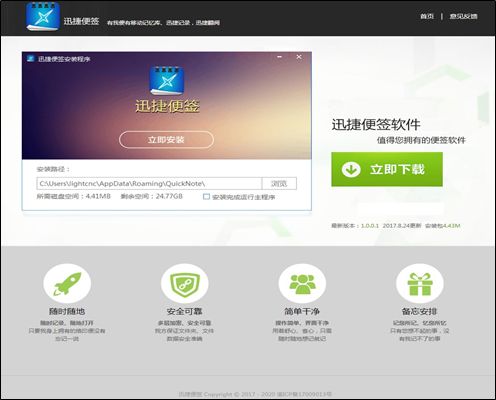 迅捷便签 有我便有移动记忆库、迅捷记录,迅捷瞬间
首页 | 意见反馈
迅捷便签安装程序
迅捷便签
立即安装
安装路径:
C:\Users\lightcnc\AppData\Roaming\QuickNote\ 浏览
所需磁盘空间:4.41MB 剩余空间:24.77GB 安装完成运行主程序
迅捷便签软件
值得您拥有的便签软件
立即下载
最新版本:1.0.0.1 2017.8.24更新 安装包4.43M
随时随地
随时记录、随地打开
只要我身上拥有的绝印便没有
忘记一说
安全可靠
多层加密、安全可靠
我方保证文件夹、文件
数据安全准确
简单干净
操作简单,界面干净
用着舒心、省心,只需
随时随地想记就记
备忘安排
记您所记,忆您所忆
只有您想不起的事,没
有我记不了的事
迅捷便签 Copyright © 2017 - 2020 湘ICP备17009013号